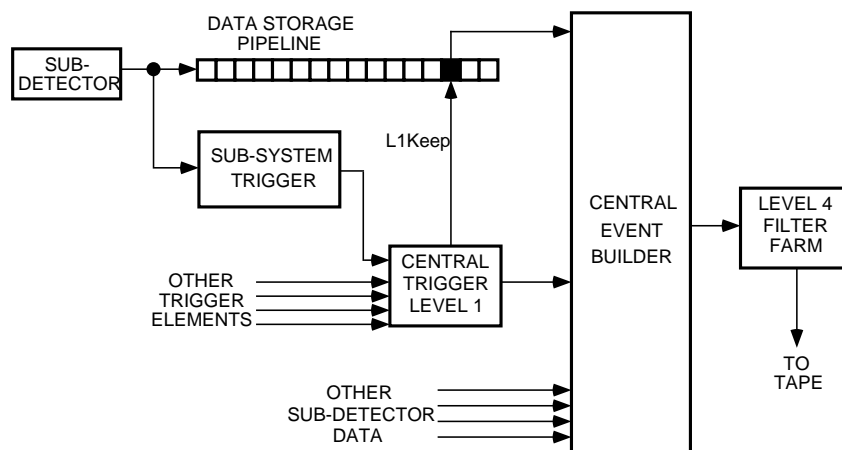 DATA STORAGE
PIPELINE
SUB-
DETECTOR
L1Keep
SUB-SYSTEM
TRIGGER
CENTRAL
EVENT
BUILDER
LEVEL 4
FILTER
FARM
CENTRAL
TRIGGER
LEVEL 1
OTHER
TRIGGER
ELEMENTS
TO
TAPE
OTHER
SUB-DETECTOR
DATA